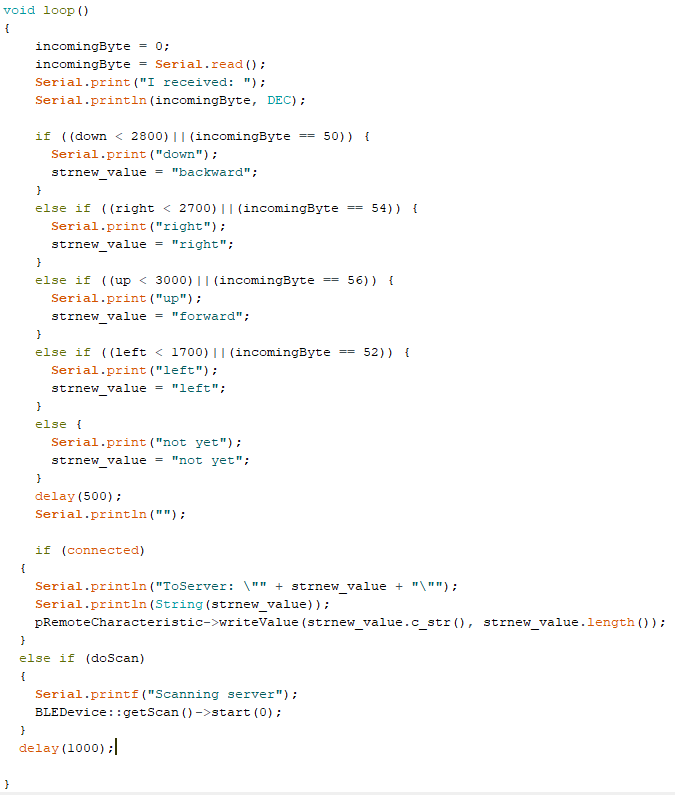 void loop()
{
    incomingByte = 0;
    incomingByte = Serial.read();
    Serial.print("I received: ");
    Serial.println(incomingByte, DEC);

    if ((down < 2800)||(incomingByte == 50)) {
      Serial.print("down");
      strnew_value = "backward";
    }
    else if ((right < 2700)||(incomingByte == 54)) {
      Serial.print("right");
      strnew_value = "right";
    }
    else if ((up < 3000)||(incomingByte == 56)) {
      Serial.print("up");
      strnew_value = "forward";
    }
    else if ((left < 1700)||(incomingByte == 52)) {
      Serial.print("left");
      strnew_value = "left";
    }
    else {
      Serial.print("not yet");
      strnew_value = "not yet";
    }
    delay(500);
    Serial.println("");

    if (connected)
  {
    Serial.println("ToServer: \"" + strnew_value + "\"");
    Serial.println(String(strnew_value));
    pRemoteCharacteristic->writeValue(strnew_value.c_str(), strnew_value.length());
  }
  else if (doScan)
  {
    Serial.printf("Scanning server");
    BLEDevice::getScan()->start(0);
  }
  delay(1000);

}